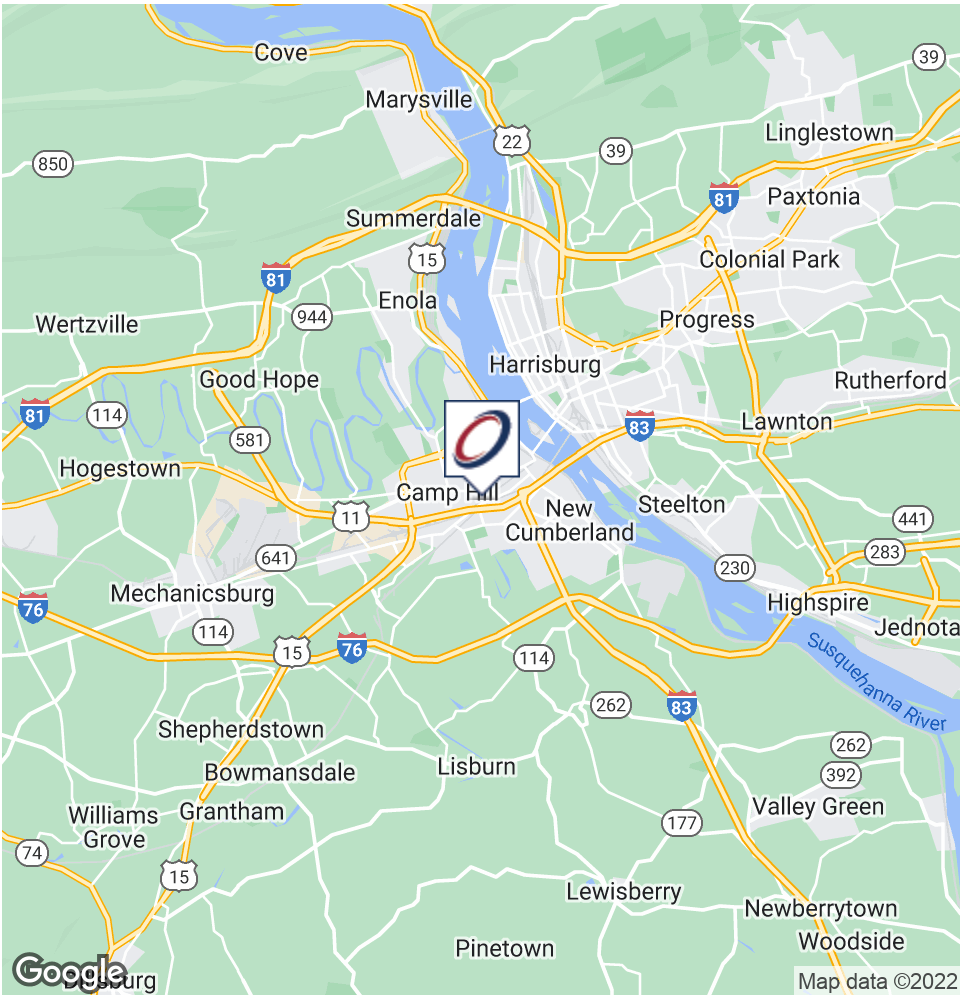 Cove
39
Marysville
22
Linglestown
850
39
81
Paxtonia
Summerdale
15
Colonial Park
81
Enola
944
Progress
Wertzville
Harrisburg
Good Hope
Rutherford
81
114
83
Lawnton
581
Hogestown
Camp Hill
Steelton
11
New
Cumberland
441
641
283
230
Mechanicsburg
76
Highspire
114
Jednota
15
76
114
Susquehanna River
262
83
Shepherdstown
262
Lisburn
Bowmansdale
392
Williams
Grove
Grantham
Valley Green
177
74
15
Lewisberry
Newberrytown
Pinetown
Woodside
Google
Dillsburg
Map data ©2022